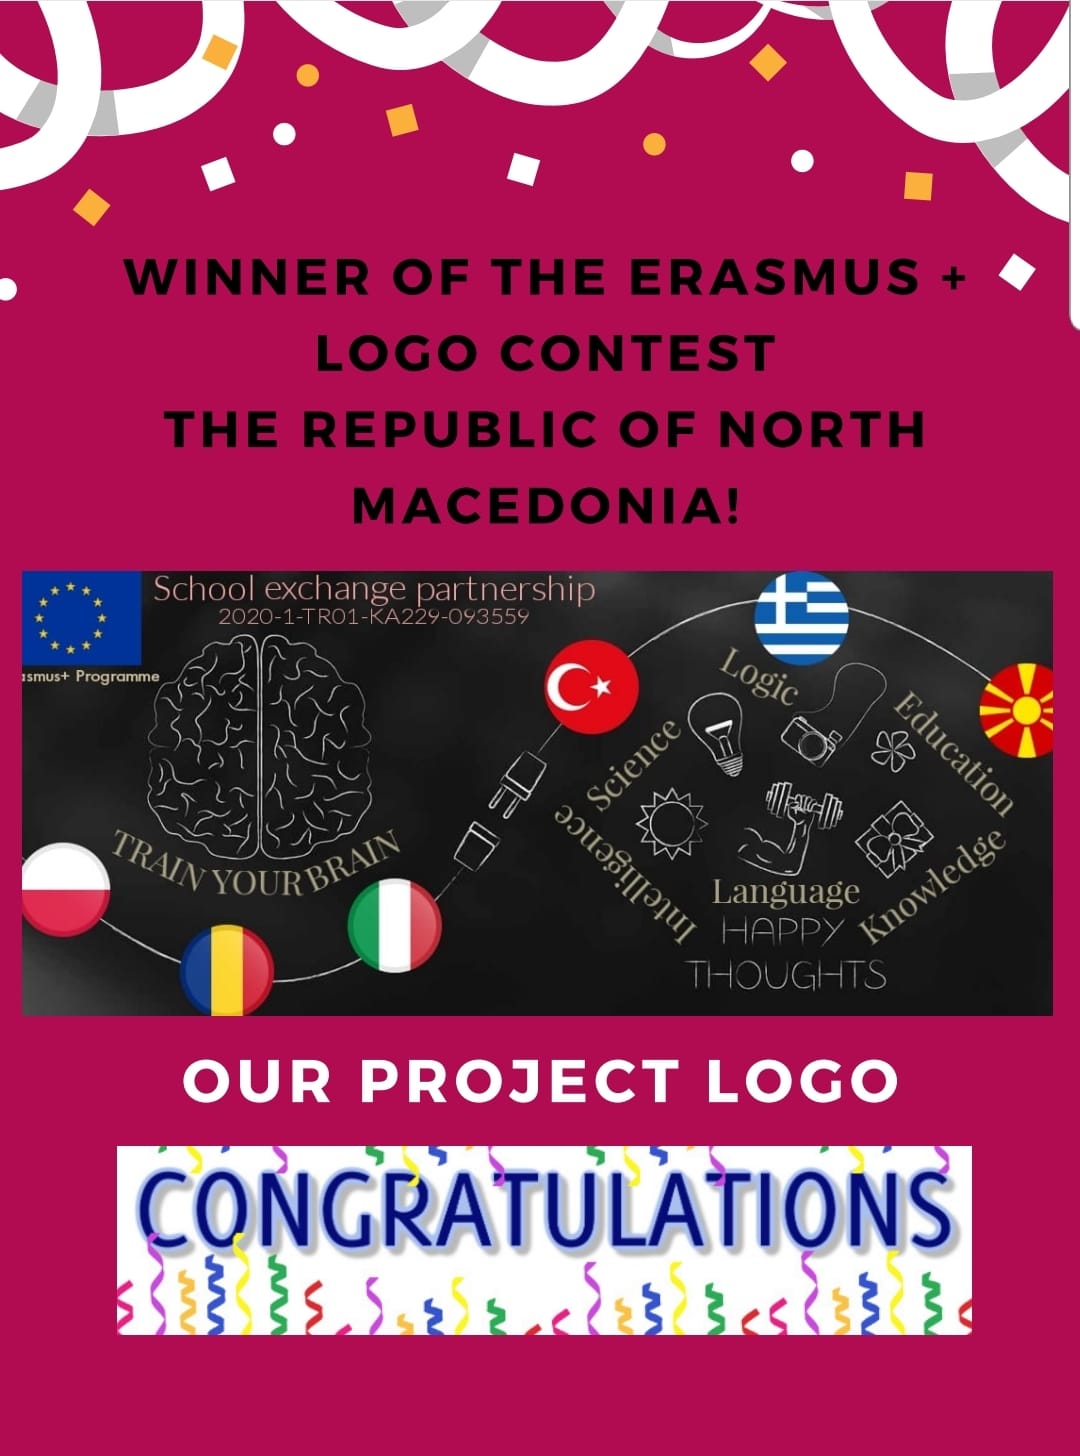 WINNER OF THE ERASMUS +
LOGO CONTEST
THE REPUBLIC OF NORTH
MACEDONIA!
School exchange partnership
2020-1-TR01-KA229-093559
asmus+ Programme
TRAIN YOUR BRAIN
Logic
Education
Science
Intelligence
Knowledge
Language
HAPPY
THOUGHTS
OUR PROJECT LOGO
CONGRATULATIONS